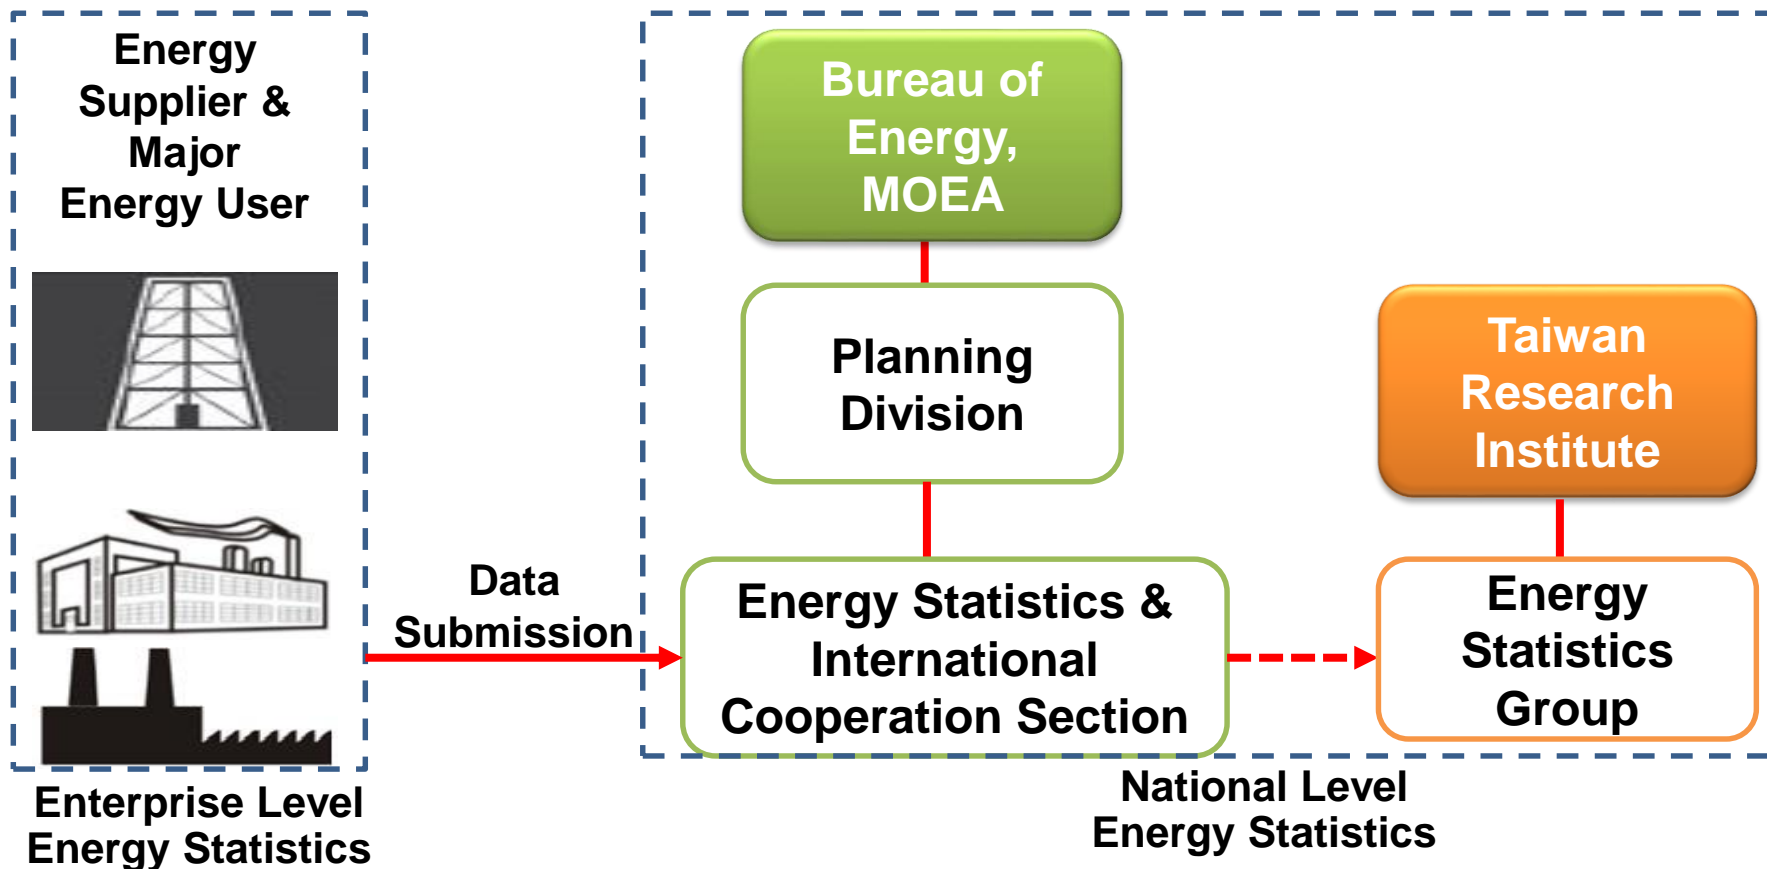 Energy
Supplier &
Major
Energy User
Enterprise Level
Energy Statistics
Data
Submission
Bureau of
Energy,
MOEA
Planning
Division
Energy Statistics &
International
Cooperation Section
Taiwan
Research
Institute
Energy
Statistics
Group
National Level
Energy Statistics